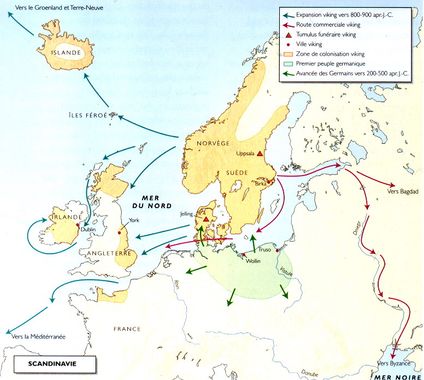 Vers le Groenland et Terre-Neuve
Expansion viking vers 800-900 apr.J.-C.
Route commerciale viking
Tumulus funéraire viking
Ville viking
Zone de colonisation viking
Premier peuple germanique
Avancée des Germains vers 200-500 apr.J.-C.
ISLANDE
ÎLES FÉROÉ
NORVÈGE
Uppsala
SUÈDE
Birka
Vers Bagdad
MER
DU NORD
IRLANDE
Dublin
York
Jelling
Dniepr
ANGLETERRE
Truso
Wollin
Vistule
Vers la Méditerranée
FRANCE
Vers Byzance
Danube
SCANDINAVIE
MER NOIRE